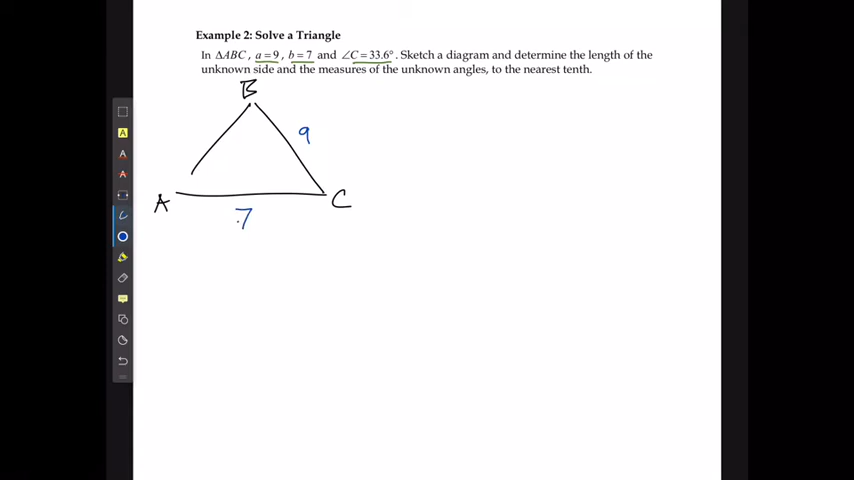 Example 2: Solve a Triangle
In ΔABC, a = 9, b = 7 and ∠C = 33.6°. Sketch a diagram and determine the length of the
unknown side and the measures of the unknown angles, to the nearest tenth.
B
9
A
C
7